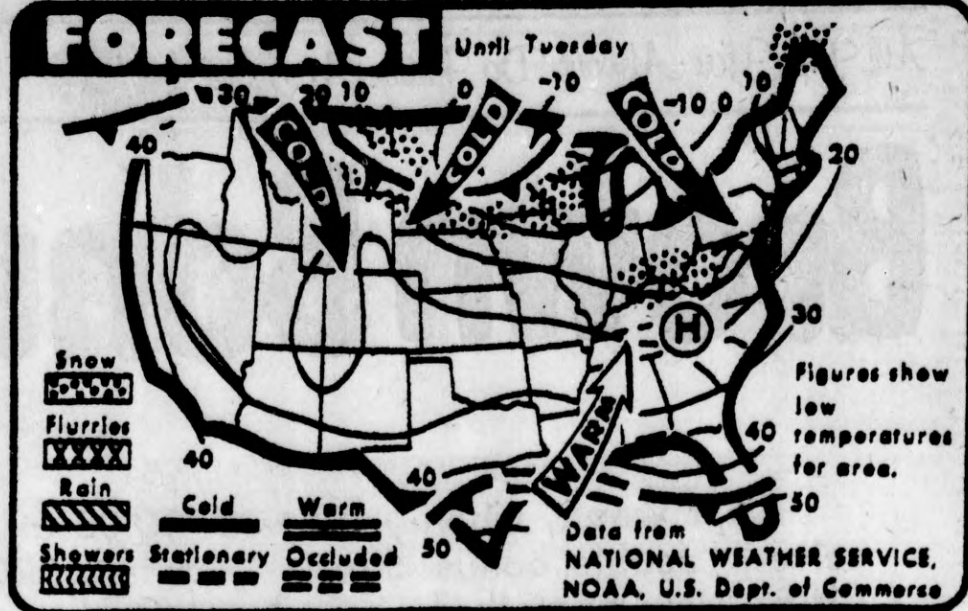 FORECAST Until Tuesday
30 20 10 0 -10 -10 0 10
40 COLD COLD COLD 20
30
H
Snow
Flurries
Rain
Showers
Cold Warm
Stationary Occluded
40 40 WARM 40
50 50
Figures show
low
temperatures
for area.
Data from
NATIONAL WEATHER SERVICE,
NOAA, U.S. Dept. of Commerce